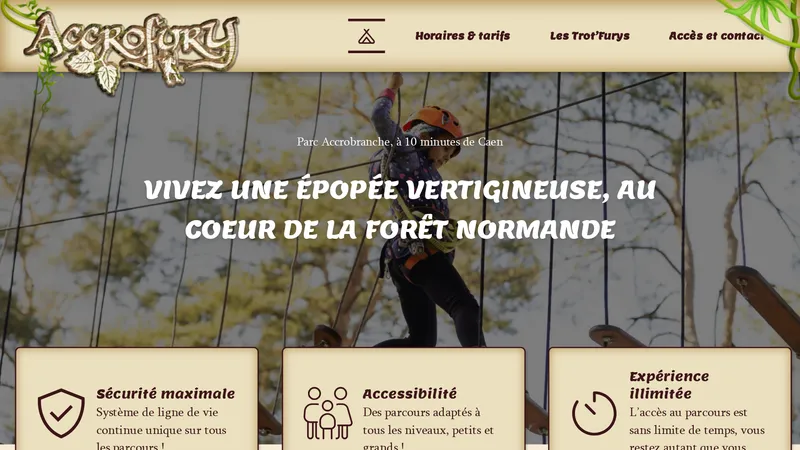 Accrofury
Horaires & tarifs
Les Trot'Furys
Accès et contact
Parc Accrobranche, à 10 minutes de Caen
VIVEZ UNE ÉPOPÉE VERTIGINEUSE, AU
COEUR DE LA FORÊT NORMANDE
Sécurité maximale
Système de ligne de vie
continue unique sur tous
les parcours !
Accessibilité
Des parcours adaptés à
tous les niveaux, petits et
grands !
Expérience
illimitée
L'accès au parcours est
sans limite de temps, vous
restez autant que vous